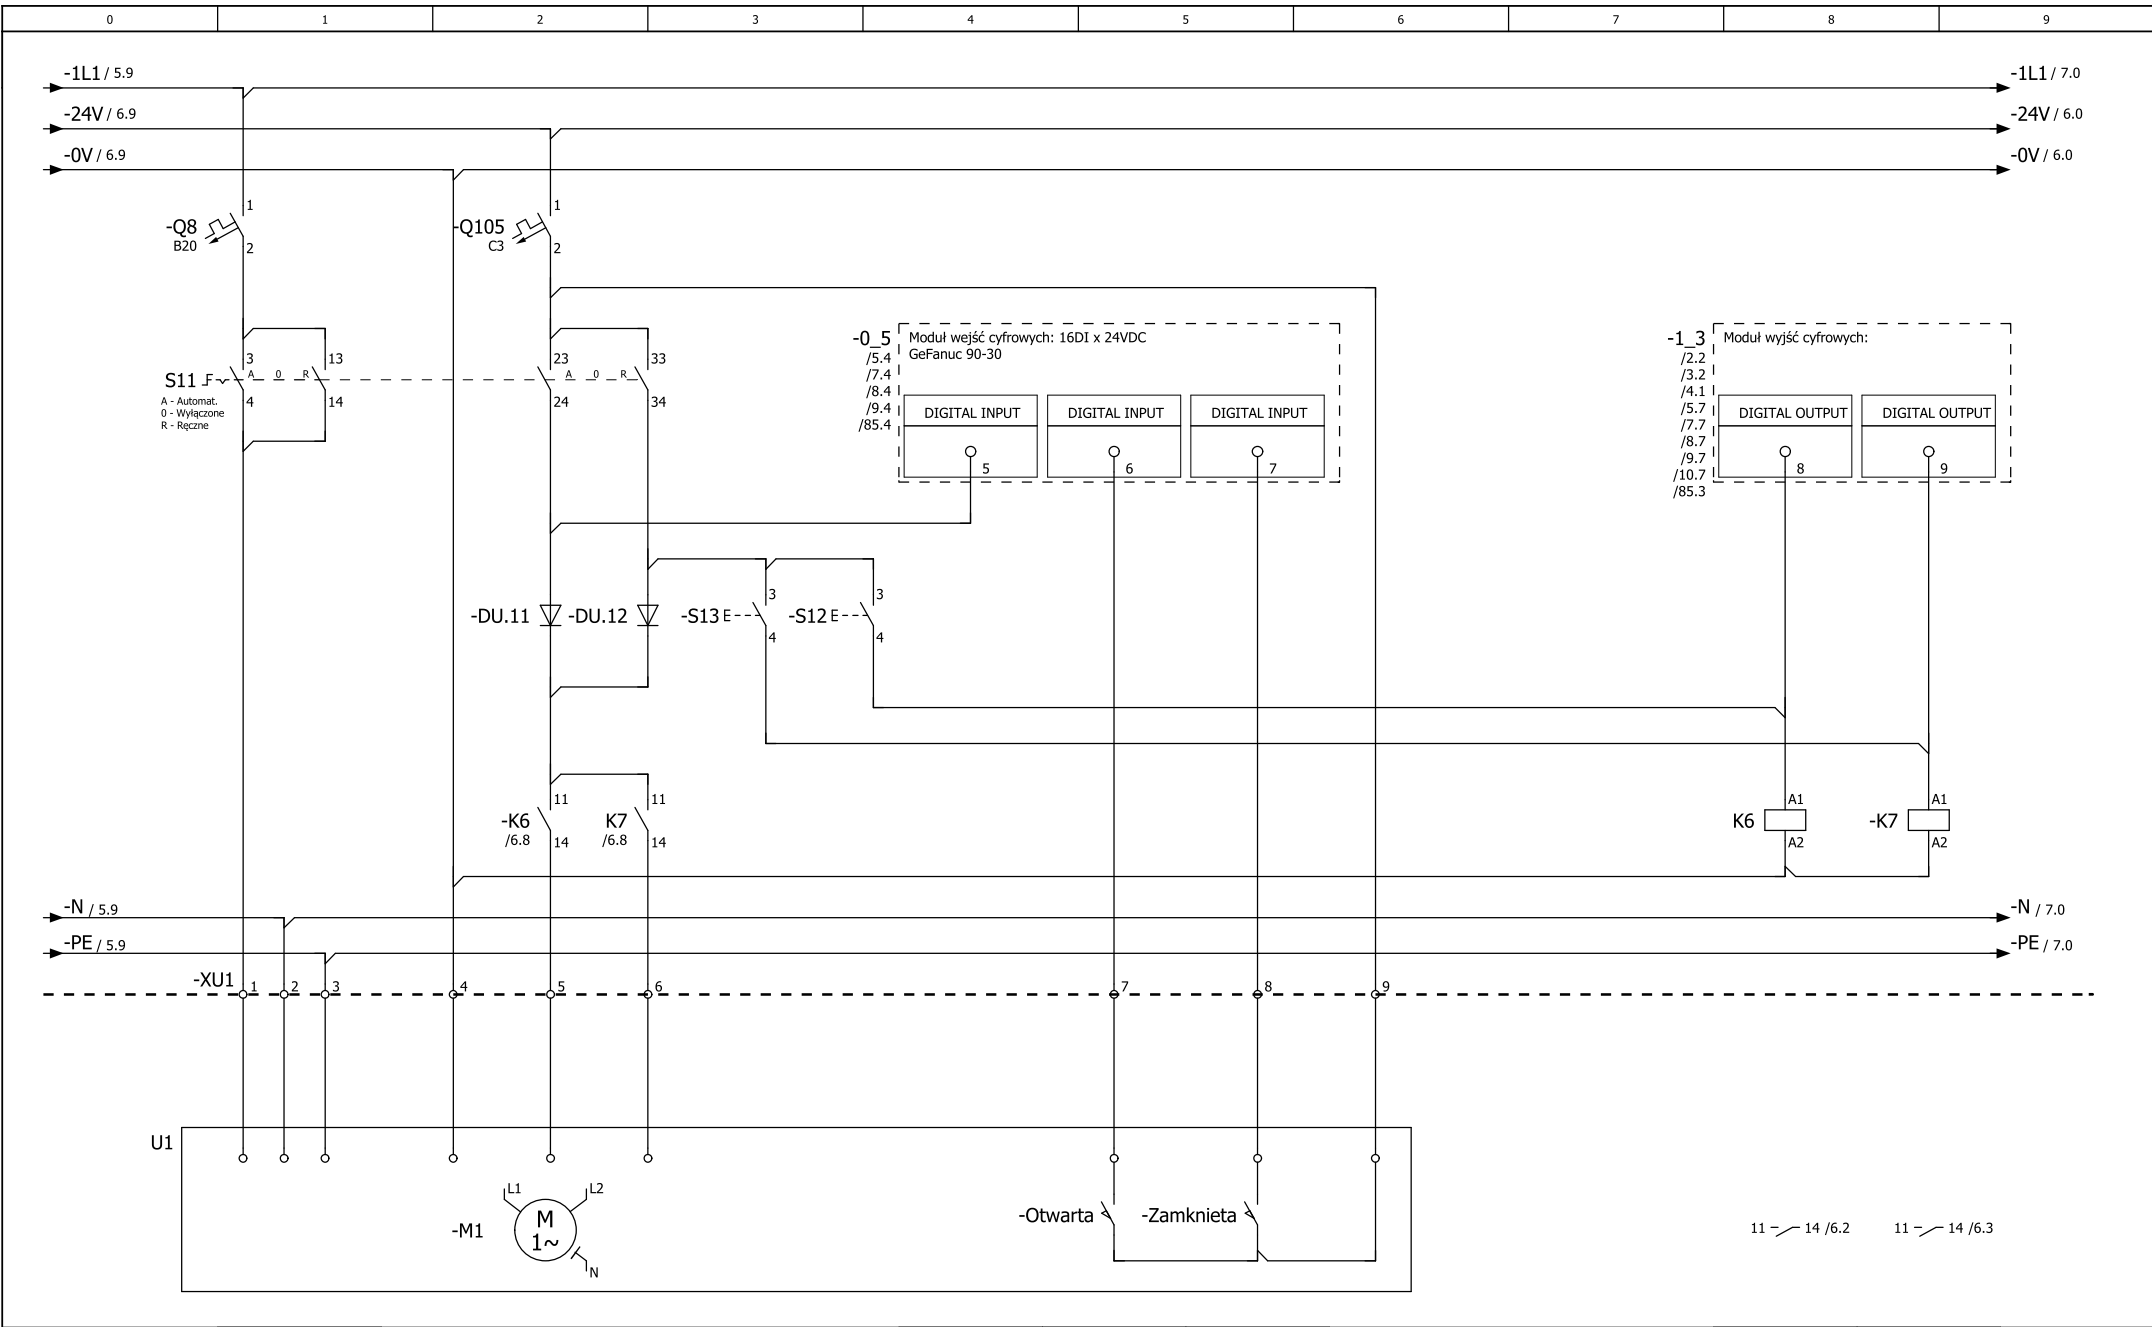 0 1 2 3 4 5 6 7 8 9
-1L1 / 5.9
-1L1 / 7.0
-24V / 6.9
-24V / 6.0
-0V / 6.9
-0V / 6.0
-Q8
B20
1
2
-Q105
C3
1
2
S11
A - Automat.
0 - Wyłączone
R - Ręczne
3
4
A 0 R
13
14
23
24
A 0 R
33
34
-0_5
/5.4
/7.4
/8.4
/9.4
/85.4
Moduł wejść cyfrowych: 16DI x 24VDC
GeFanuc 90-30
DIGITAL INPUT
5
DIGITAL INPUT
6
DIGITAL INPUT
7
-1_3
/2.2
/3.2
/4.1
/5.7
/7.7
/8.7
/9.7
/10.7
/85.3
Moduł wyjść cyfrowych:
DIGITAL OUTPUT
8
DIGITAL OUTPUT
9
-DU.11
-DU.12
-S13
3
4
-S12
3
4
-K6
/6.8
11
14
K7
/6.8
11
14
K6
A1
A2
-K7
A1
A2
-N / 5.9
-N / 7.0
-PE / 5.9
-PE / 7.0
-XU1
1 2 3 4 5 6 7 8 9
U1
-M1
L1
L2
M
1~
N
-Otwarta
-Zamknieta
11 14 /6.2
11 14 /6.3